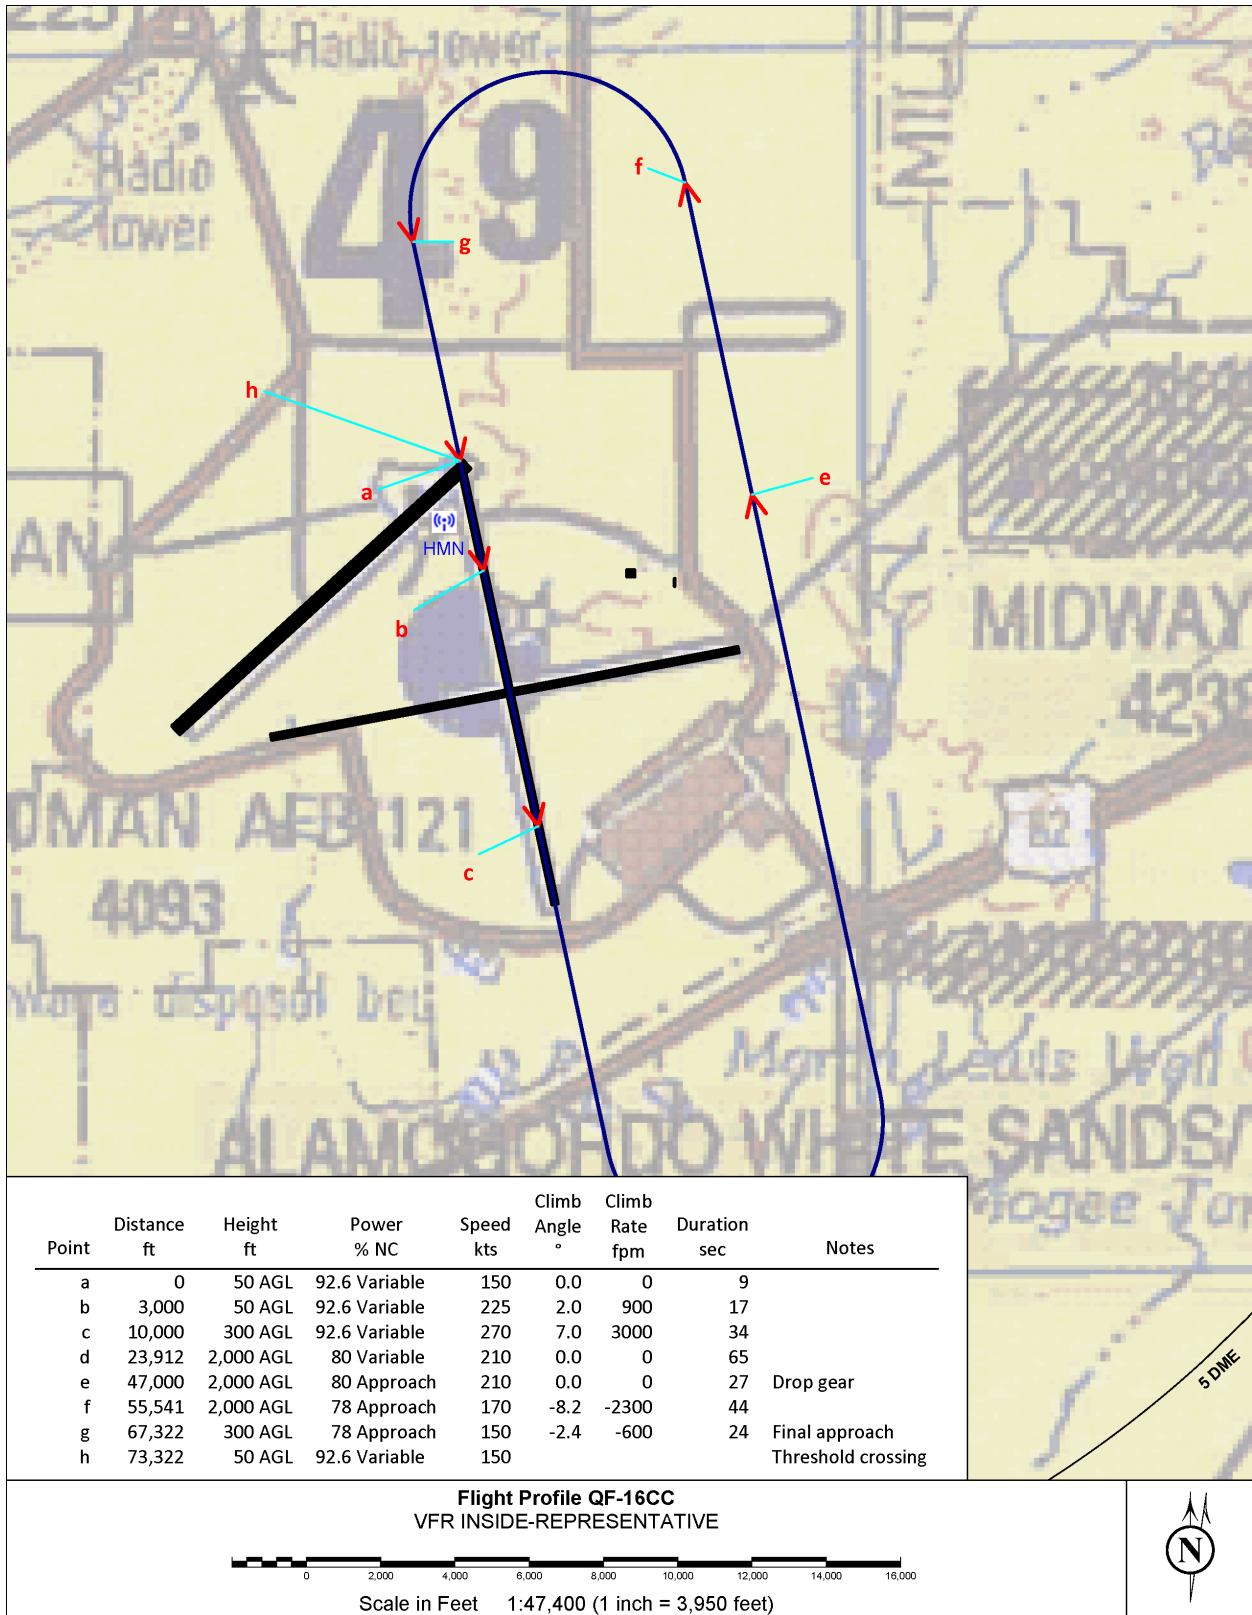 Radio tower
MILIT
49
Radio
tower
f
g
h
a
e
HMN
b
MIDWAY
423
c
OMAN AFB 121
4093
ALAMOGORDO WHITE SANDS
5 DME
Point Distance ft Height ft Power % NC Speed kts Climb Angle ° Climb Rate fpm Duration sec Notes
a 0 50 AGL 92.6 Variable 150 0.0 0 9
b 3,000 50 AGL 92.6 Variable 225 2.0 900 17
c 10,000 300 AGL 92.6 Variable 270 7.0 3000 34
d 23,912 2,000 AGL 80 Variable 210 0.0 0 65
e 47,000 2,000 AGL 80 Approach 210 0.0 0 27 Drop gear
f 55,541 2,000 AGL 78 Approach 170 -8.2 -2300 44
g 67,322 300 AGL 78 Approach 150 -2.4 -600 24 Final approach
h 73,322 50 AGL 92.6 Variable 150 Threshold crossing
Flight Profile QF-16CC
VFR INSIDE-REPRESENTATIVE
0 2,000 4,000 6,000 8,000 10,000 12,000 14,000 16,000
Scale in Feet 1:47,400 (1 inch = 3,950 feet)
N